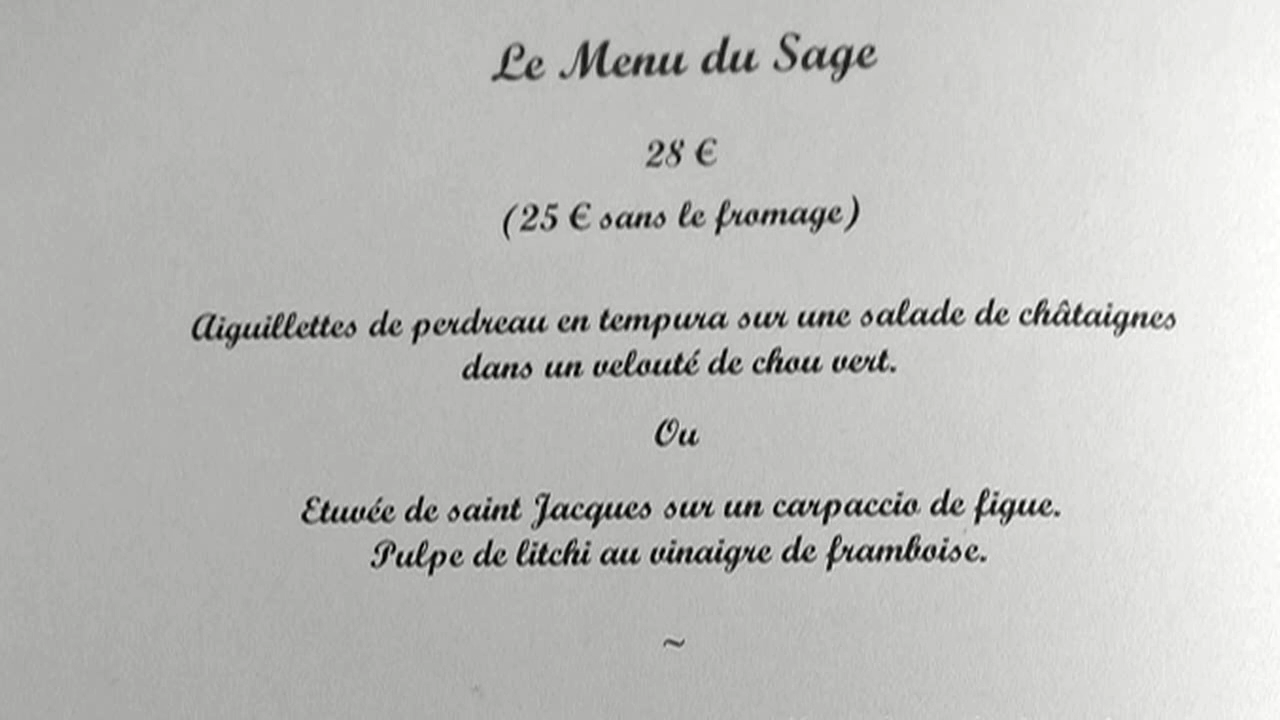 Le Menu du Sage
28 €
(25 € sans le fromage)
Aiguillettes de perdreau en tempura sur une salade de châtaignes
dans un velouté de chou vert.
Ou
Etuvée de saint Jacques sur un carpaccio de figue.
Pulpe de litchi au vinaigre de framboise.
~